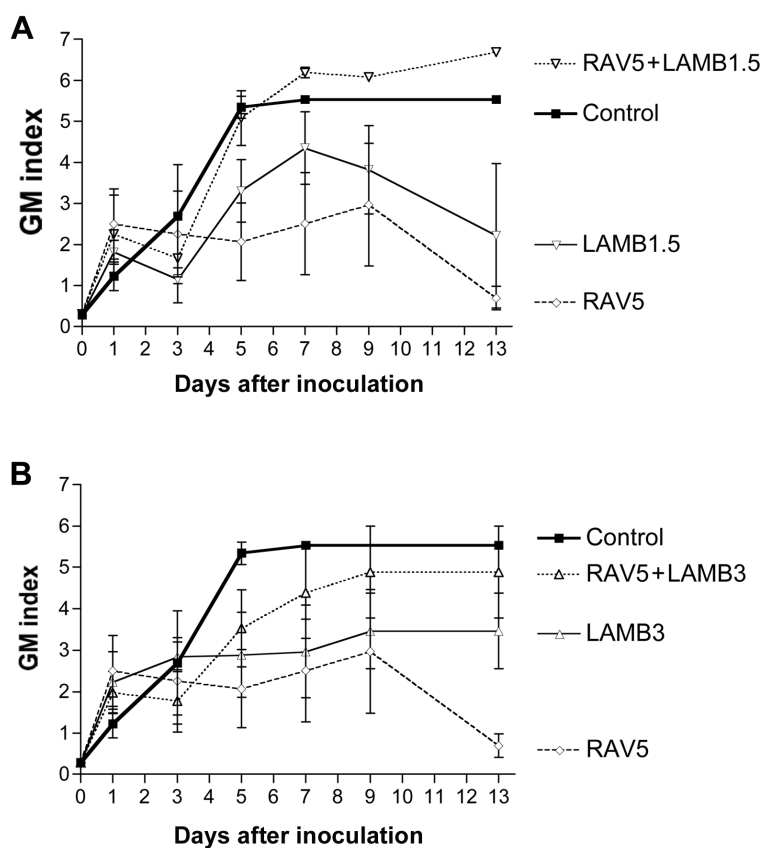 A
GM index
7
6
5
4
3
2
1
0
0 1 2 3 4 5 6 7 8 9 10 11 12 13
Days after inoculation
RAV5+LAMB1.5
Control
LAMB1.5
RAV5
B
GM index
7
6
5
4
3
2
1
0
0 1 2 3 4 5 6 7 8 9 10 11 12 13
Days after inoculation
Control
RAV5+LAMB3
LAMB3
RAV5